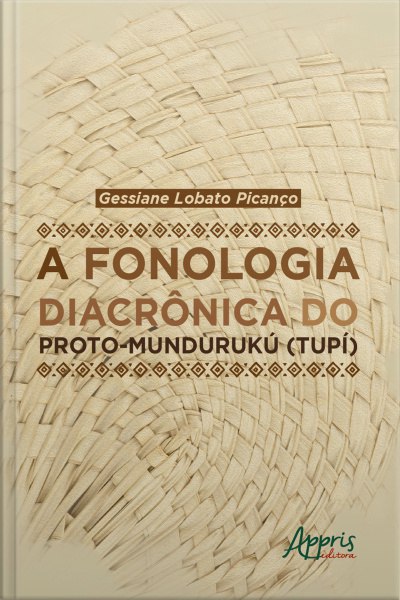 Gessiane Lobato Picanço
A FONOLOGIA
DIACRÔNICA DO
PROTO-MUNDURUKÚ (TUPÍ)
Appris
editora